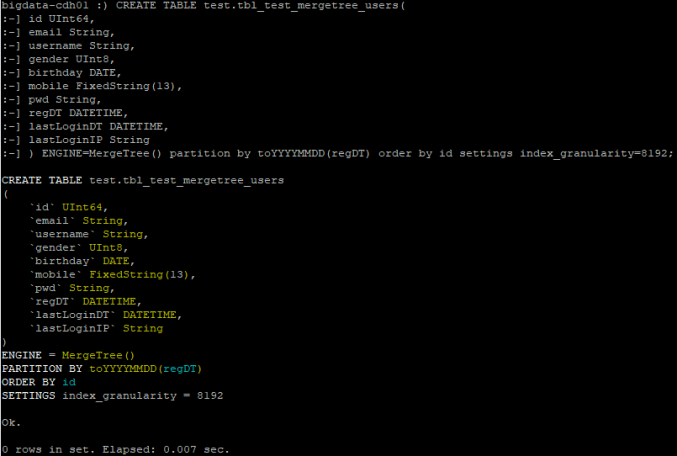 bigdata-cdh01 :) CREATE TABLE test.tbl_test_mergetree_users(
:-] id UInt64,
:-] email String,
:-] username String,
:-] gender UInt8,
:-] birthday DATE,
:-] mobile FixedString(13),
:-] pwd String,
:-] regDT DATETIME,
:-] lastLoginDT DATETIME,
:-] lastLoginIP String
:-] ) ENGINE=MergeTree() partition by toYYYYMMDD(regDT) order by id settings index_granularity=8192;
CREATE TABLE test.tbl_test_mergetree_users
(
    `id` UInt64,
    `email` String,
    `username` String,
    `gender` UInt8,
    `birthday` DATE,
    `mobile` FixedString(13),
    `pwd` String,
    `regDT` DATETIME,
    `lastLoginDT` DATETIME,
    `lastLoginIP` String
)
ENGINE = MergeTree()
PARTITION BY toYYYYMMDD(regDT)
ORDER BY id
SETTINGS index_granularity = 8192
Ok.
0 rows in set. Elapsed: 0.007 sec.